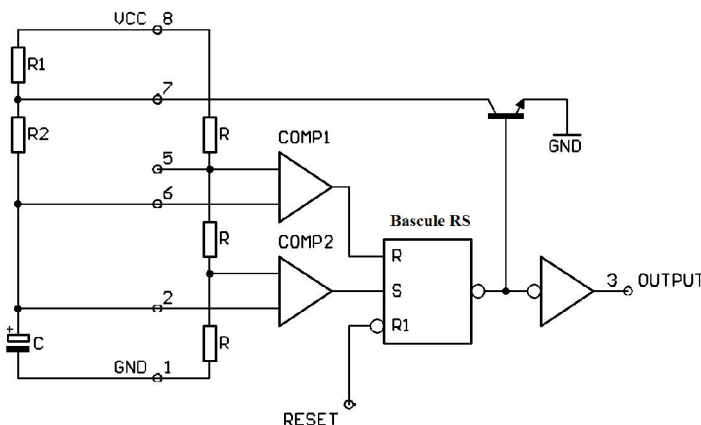 VCC 8
R1
7
R2
R
COMP1
GND
5
6
Bascule RS
R
COMP2
R
S
3 OUTPUT
2
R1
R
+
C
GND 1
RESET